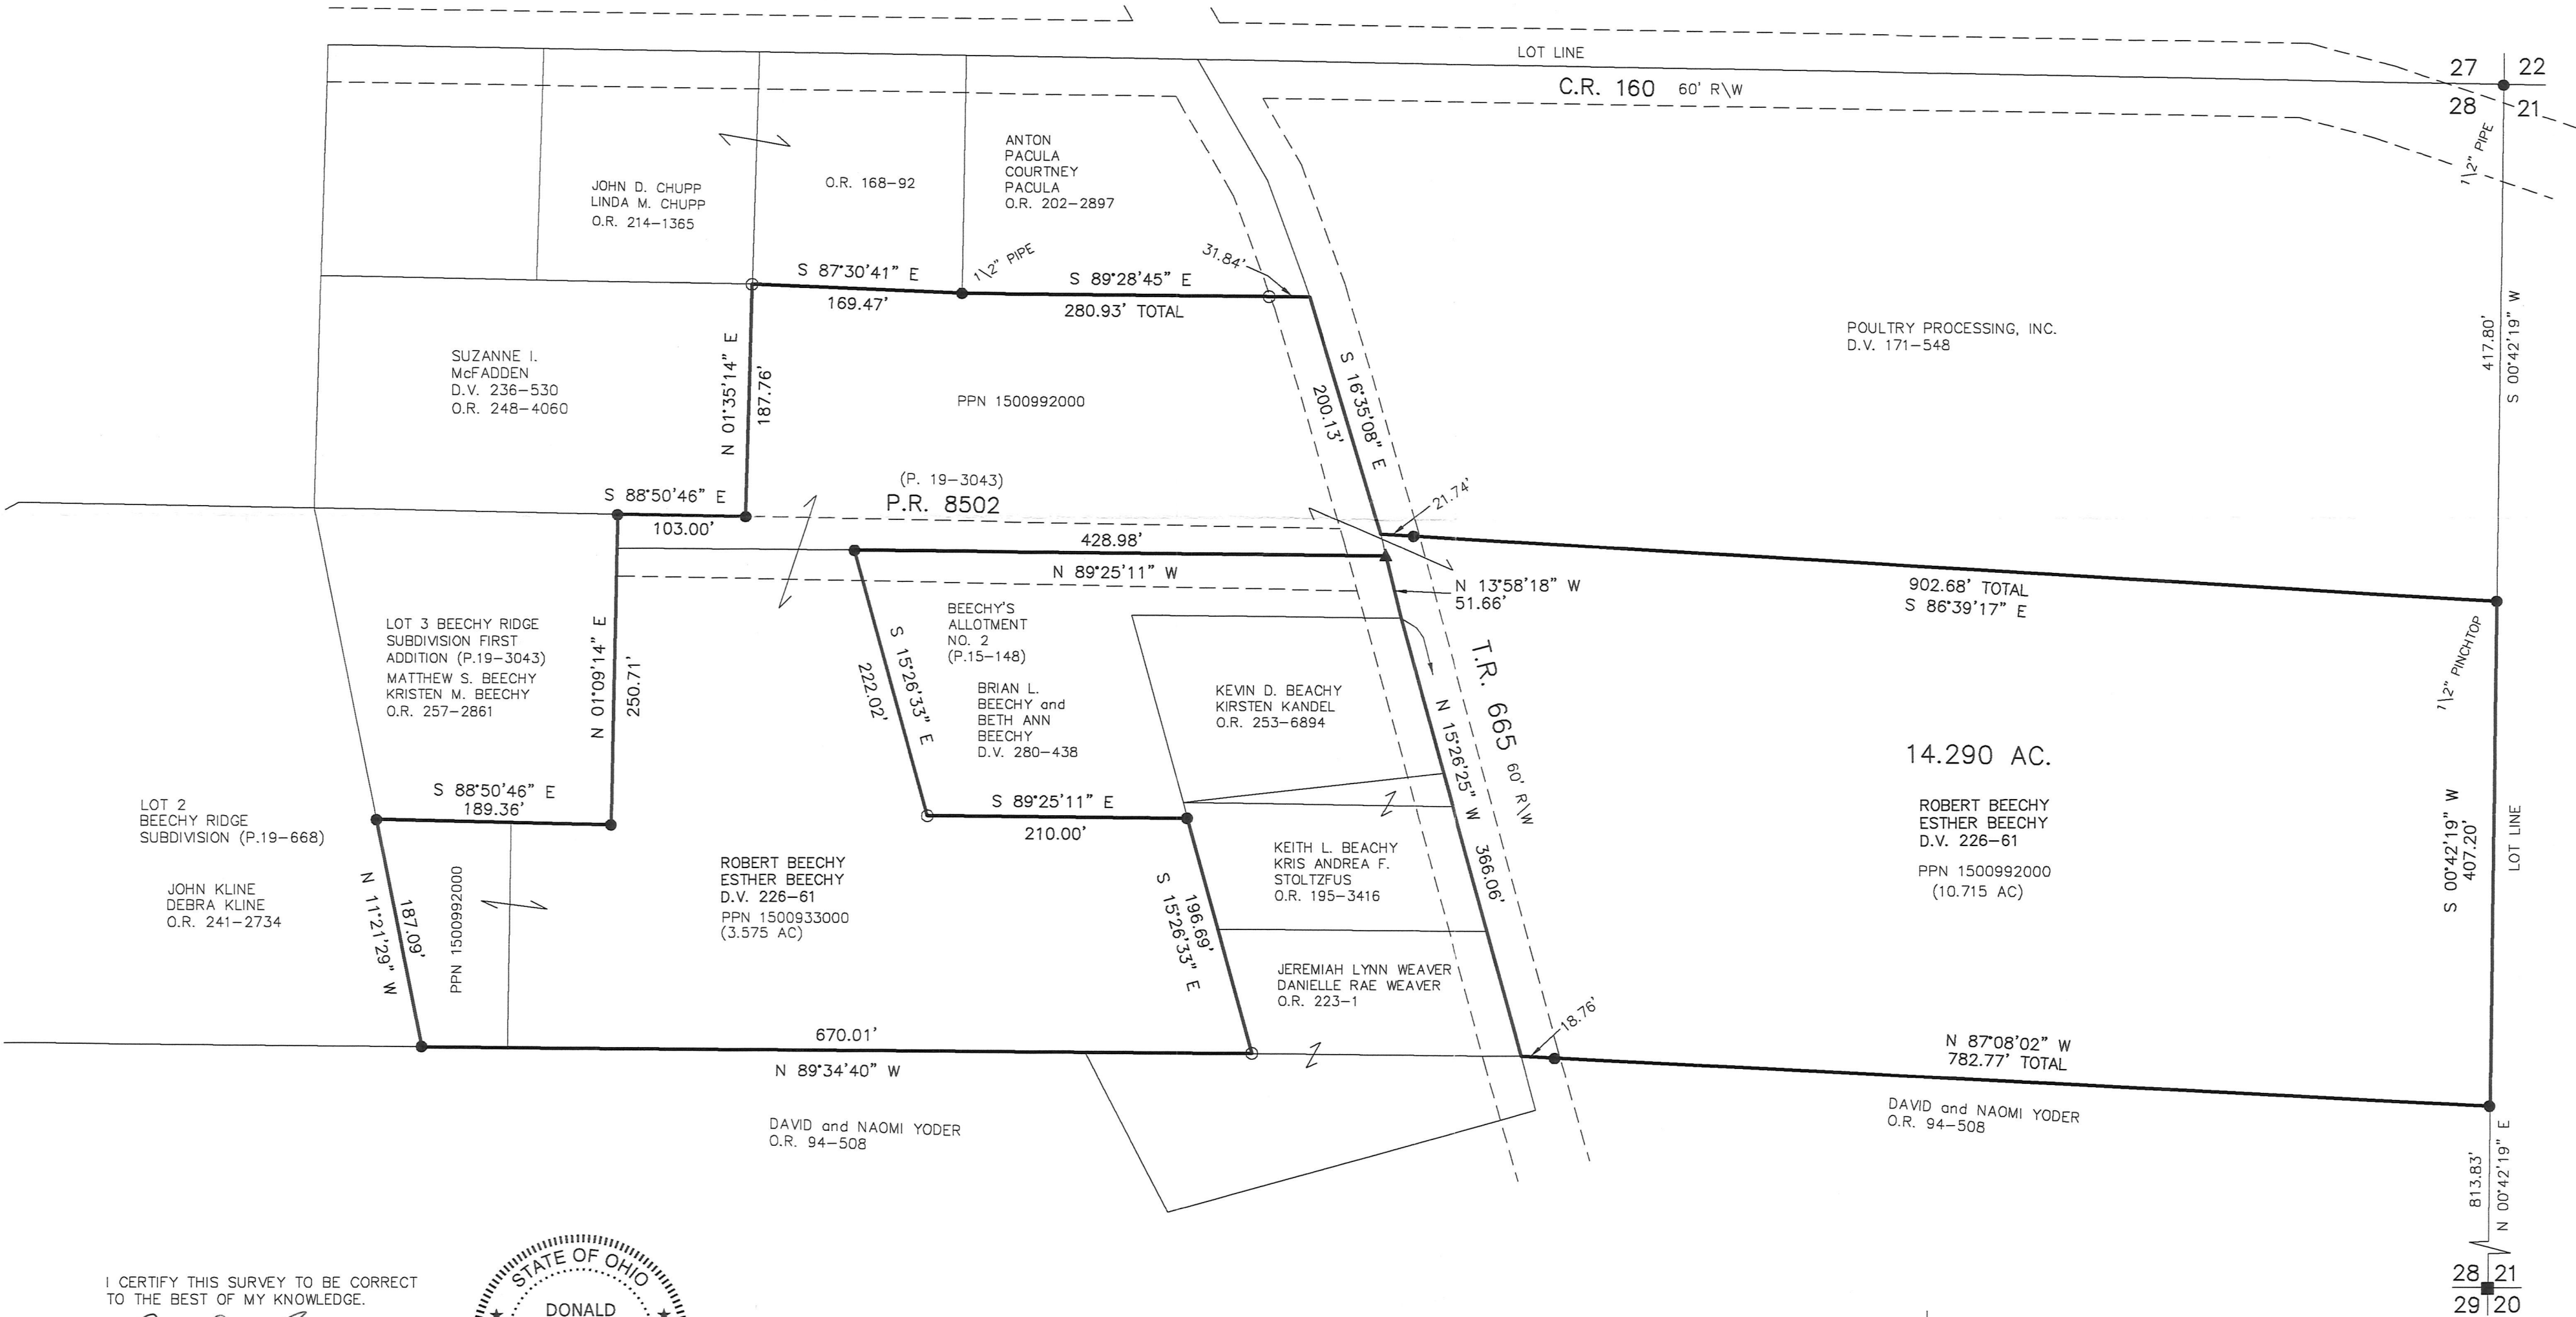 LOT LINE
C.R. 160 60' R\W
27 22
28 21
1\2" PIPE
ANTON
PACULA
COURTNEY
PACULA
O.R. 202-2897
JOHN D. CHUPP
LINDA M. CHUPP
O.R. 214-1365
O.R. 168-92
S 87°30'41" E
169.47'
1\2" PIPE
S 89°28'45" E
280.93' TOTAL
31.84'
SUZANNE I.
McFADDEN
D.V. 236-530
O.R. 248-4060
N 01°35'14" E
187.76'
PPN 1500992000
S 16°35'08" E
200.13'
POULTRY PROCESSING, INC.
D.V. 171-548
417.80'
S 00°42'19" W
S 88°50'46" E
103.00'
(P. 19-3043)
P.R. 8502
428.98'
N 89°25'11" W
21.74'
N 13°58'18" W
51.66'
902.68' TOTAL
S 86°39'17" E
1\2" PINCHTOP
LOT 3 BEECHY RIDGE
SUBDIVISION FIRST
ADDITION (P.19-3043)
MATTHEW S. BEECHY
KRISTEN M. BEECHY
O.R. 257-2861
N 01°09'14" E
250.71'
S 15°26'33" E
222.02'
BEECHY'S
ALLOTMENT
NO. 2
(P.15-148)
BRIAN L.
BEECHY and
BETH ANN
BEECHY
D.V. 280-438
KEVIN D. BEACHY
KIRSTEN KANDEL
O.R. 253-6894
T.R. 665 60' R\W
N 15°26'25" W 366.06'
14.290 AC.
ROBERT BEECHY
ESTHER BEECHY
D.V. 226-61
PPN 1500992000
(10.715 AC)
S 00°42'19" W
407.20'
LOT LINE
LOT 2
BEECHY RIDGE
SUBDIVISION (P.19-668)
JOHN KLINE
DEBRA KLINE
O.R. 241-2734
S 88°50'46" E
189.36'
N 11°21'29" W
187.09'
PPN 1500992000
ROBERT BEECHY
ESTHER BEECHY
D.V. 226-61
PPN 1500933000
(3.575 AC)
S 89°25'11" E
210.00'
196.69'
S 15°26'33" E
KEITH L. BEACHY
KRIS ANDREA F.
STOLTZFUS
O.R. 195-3416
JEREMIAH LYNN WEAVER
DANIELLE RAE WEAVER
O.R. 223-1
18.76'
670.01'
N 89°34'40" W
N 87°08'02" W
782.77' TOTAL
DAVID and NAOMI YODER
O.R. 94-508
DAVID and NAOMI YODER
O.R. 94-508
813.83'
N 00°42'19" E
28 21
29 20
I CERTIFY THIS SURVEY TO BE CORRECT
TO THE BEST OF MY KNOWLEDGE.
STATE OF OHIO
DONALD